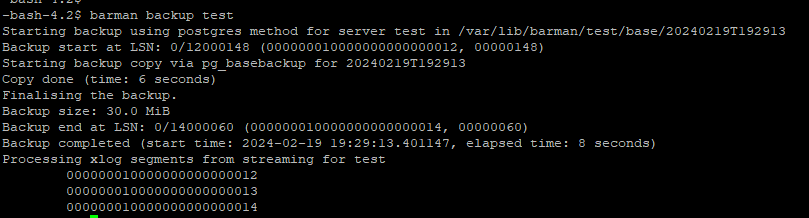 -bash-4.2$
-bash-4.2$ barman backup test
Starting backup using postgres method for server test in /var/lib/barman/test/base/20240219T192913
Backup start at LSN: 0/12000148 (000000010000000000000012, 00000148)
Starting backup copy via pg_basebackup for 20240219T192913
Copy done (time: 6 seconds)
Finalising the backup.
Backup size: 30.0 MiB
Backup end at LSN: 0/14000060 (000000010000000000000014, 00000060)
Backup completed (start time: 2024-02-19 19:29:13.401147, elapsed time: 8 seconds)
Processing xlog segments from streaming for test
000000010000000000000012
000000010000000000000013
000000010000000000000014